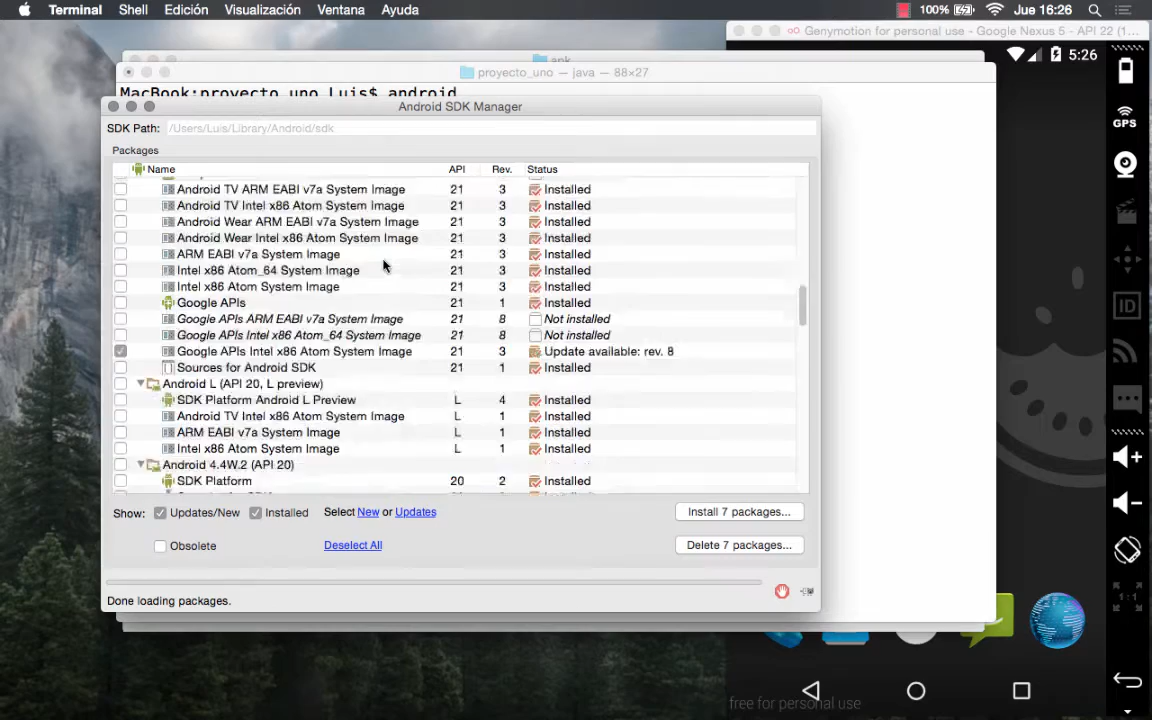 Terminal Shell Edición Visualización Ventana Ayuda 100% Jue 16:26
Genymotion for personal use - Google Nexus 5 - API 22 (1...
apk
5:26
proyecto_uno — java — 88×27
MacBook:proyecto_uno Luis$ android
Android SDK Manager
SDK Path: /Users/Luis/Library/Android/sdk
Packages
Name API Rev. Status
Android TV ARM EABI v7a System Image 21 3 Installed
Android TV Intel x86 Atom System Image 21 3 Installed
Android Wear ARM EABI v7a System Image 21 3 Installed
Android Wear Intel x86 Atom System Image 21 3 Installed
ARM EABI v7a System Image 21 3 Installed
Intel x86 Atom_64 System Image 21 3 Installed
Intel x86 Atom System Image 21 3 Installed
Google APIs 21 1 Installed
Google APIs ARM EABI v7a System Image 21 8 Not installed
Google APIs Intel x86 Atom_64 System Image 21 8 Not installed
Google APIs Intel x86 Atom System Image 21 3 Update available: rev. 8
Sources for Android SDK 21 1 Installed
Android L (API 20, L preview)
SDK Platform Android L Preview L 4 Installed
Android TV Intel x86 Atom System Image L 1 Installed
ARM EABI v7a System Image L 1 Installed
Intel x86 Atom System Image L 1 Installed
Android 4.4W.2 (API 20)
SDK Platform 20 2 Installed
Show: Updates/New Installed Select New or Updates Install 7 packages...
Obsolete Deselect All Delete 7 packages...
Done loading packages.
GPS
ID
1:1
free for personal use